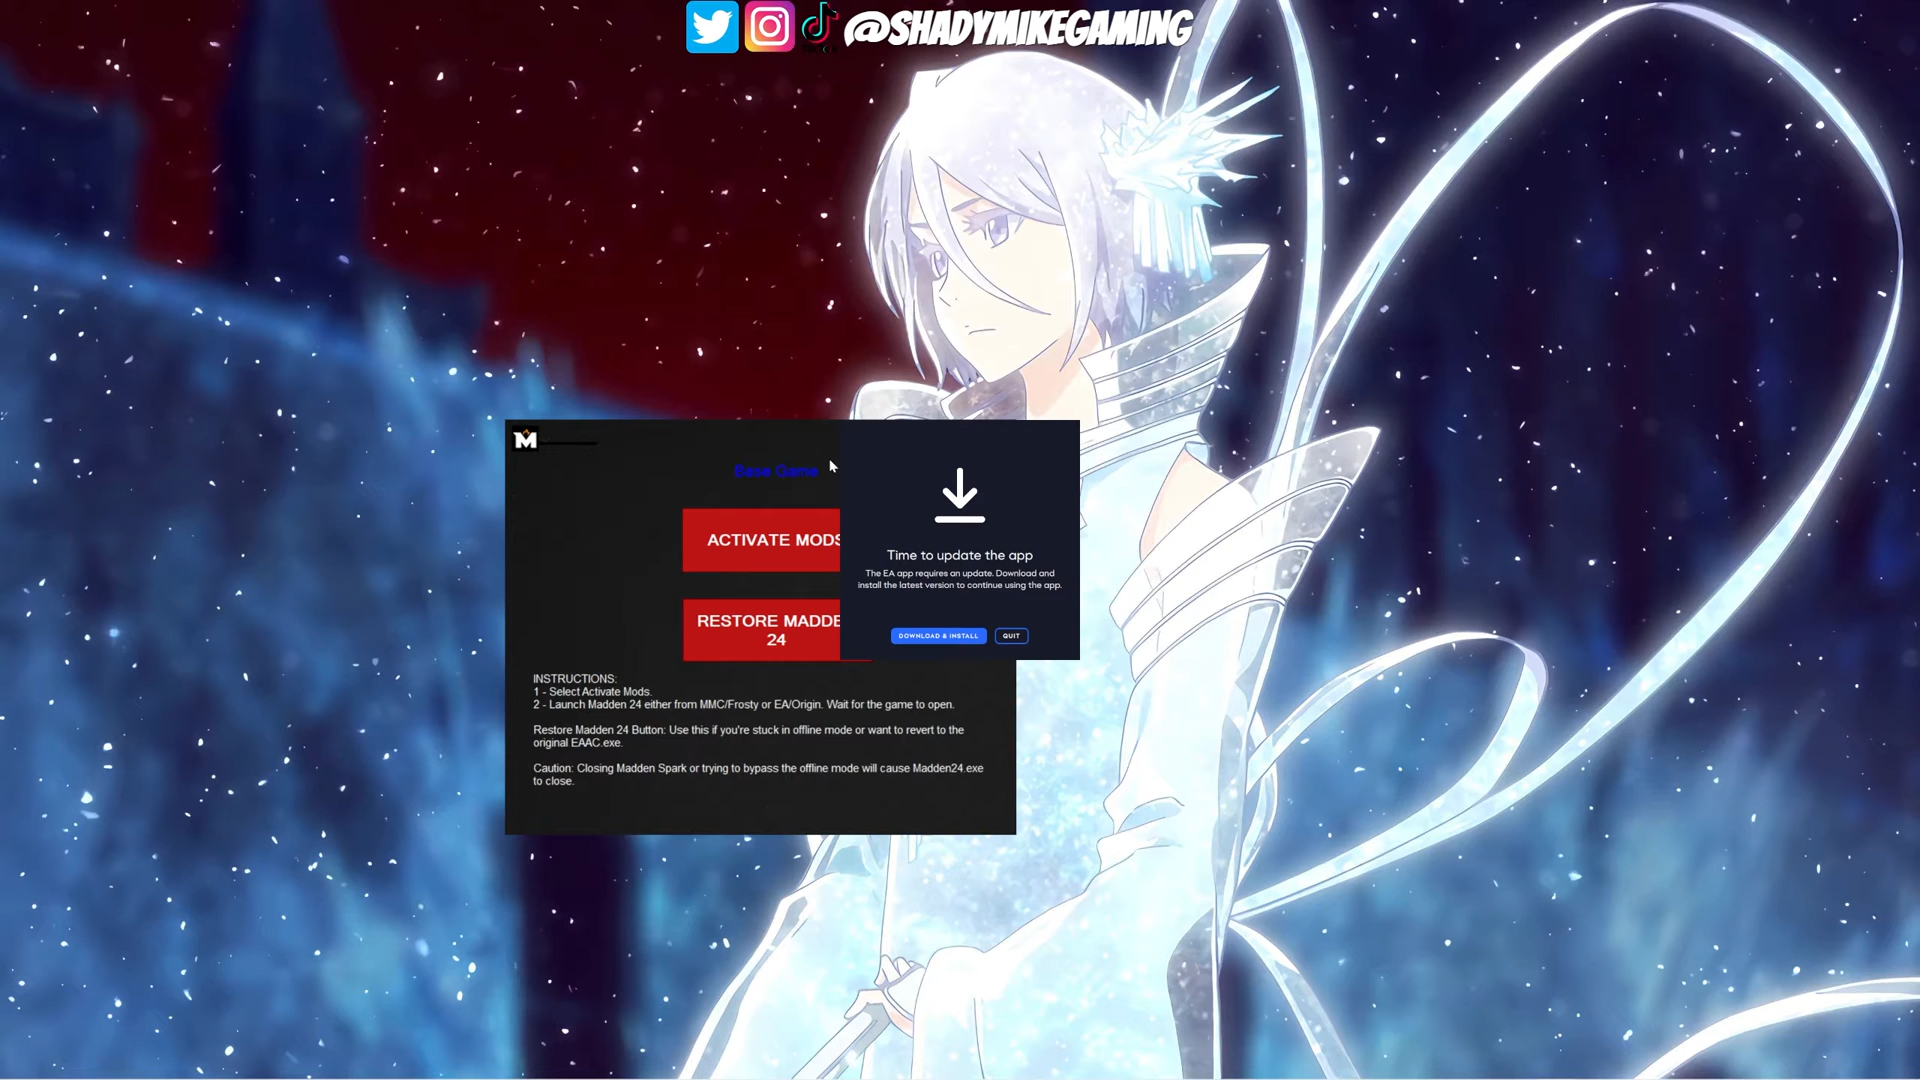 @SHADYMIKEGAMING
Base Game
ACTIVATE MODS
RESTORE MADDE
24
INSTRUCTIONS:
1 - Select Activate Mods.
2 - Launch Madden 24 either from MMC/Frosty or EA/Origin. Wait for the game to open.
Restore Madden 24 Button: Use this if you're stuck in offline mode or want to revert to the
original EAAC.exe.
Caution: Closing Madden Spark or trying to bypass the offline mode will cause Madden24.exe
to close.
Time to update the app
The EA app requires an update. Download and
install the latest version to continue using the app.
DOWNLOAD & INSTALL
QUIT